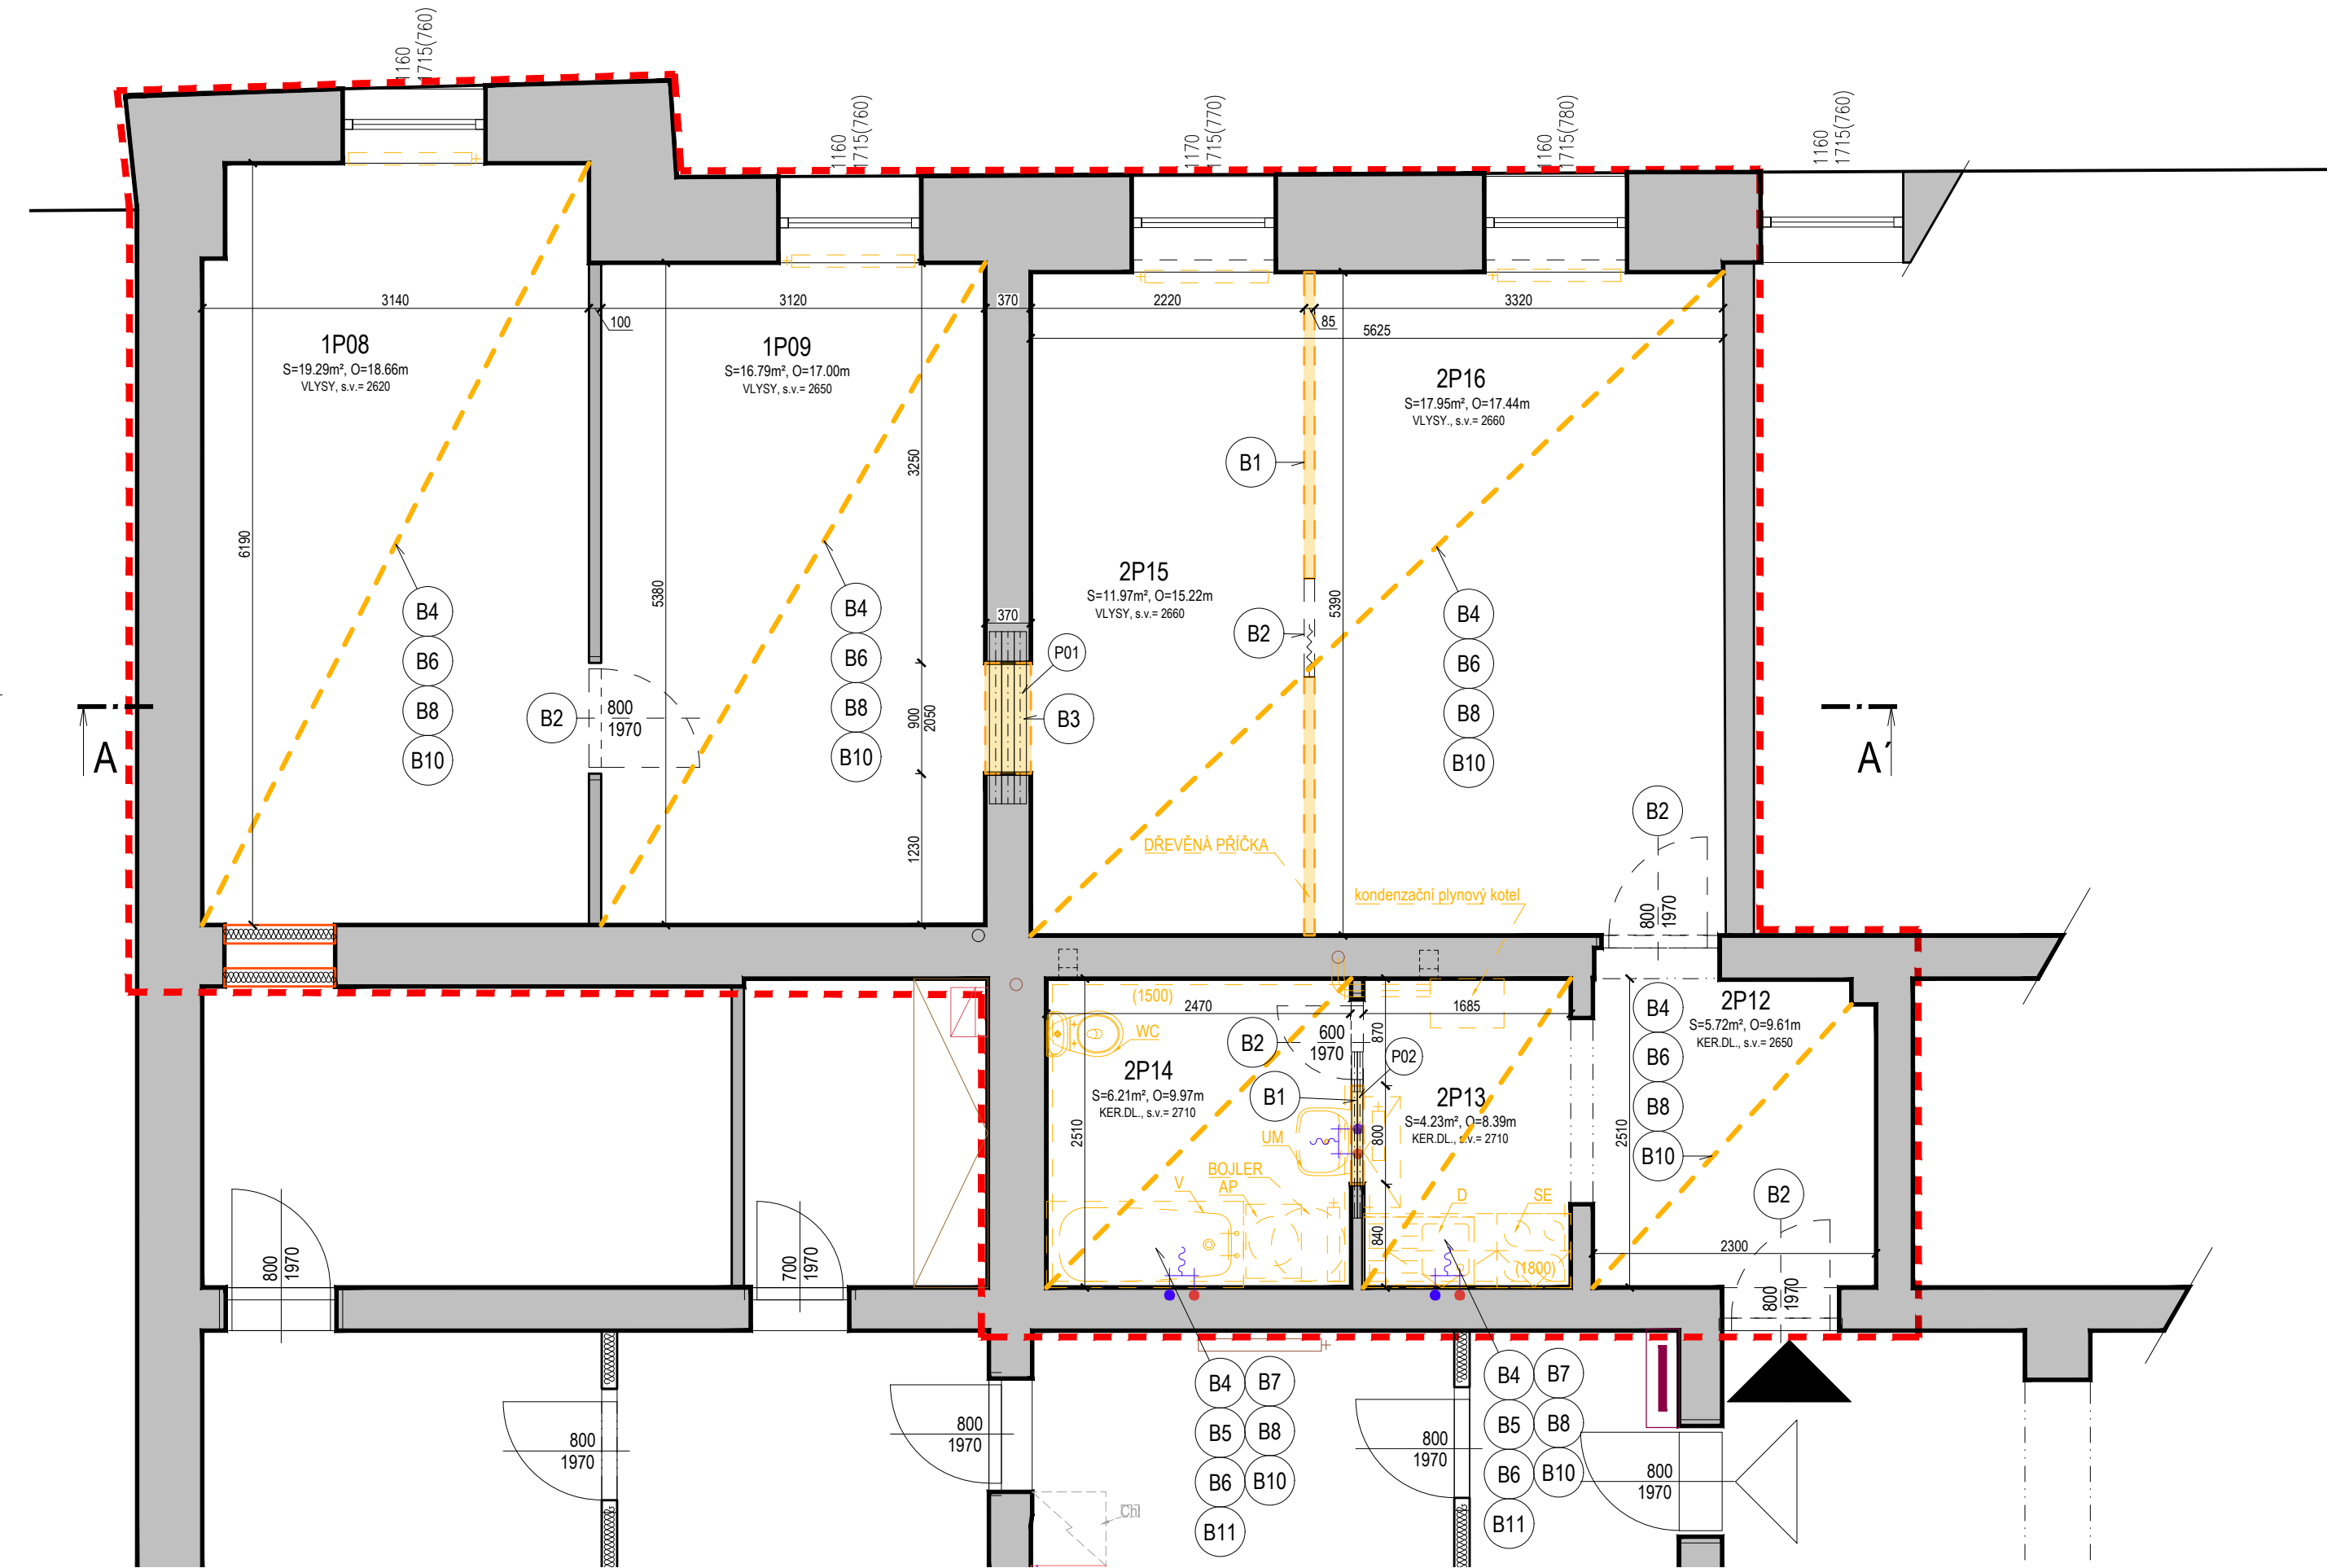 1160
1715(760)
1160
1715(760)
1170
1715(770)
1160
1715(780)
1160
1715(760)
3140
100
3120
370
2220
85
3320
5625
1P08
S=19.29m², O=18.66m
VLYSY, s.v.= 2620
1P09
S=16.79m², O=17.00m
VLYSY, s.v.= 2650
2P16
S=17.95m², O=17.44m
VLYSY., s.v.= 2660
2P15
S=11.97m², O=15.22m
VLYSY, s.v.= 2660
6190
5380
3250
900
2050
1230
370
5390
B1
B2
P01
B3
B4
B6
B8
B10
B4
B6
B8
B10
B4
B6
B8
B10
B2
800
1970
A
A´
DŘEVĚNÁ PŘÍČKA
kondenzační plynový kotel
B2
800
1970
(1500)
2470
WC
2P14
S=6.21m², O=9.97m
KER.DL., s.v.= 2710
2510
B2
600
1970
B1
P02
870
800
840
1685
2P13
S=4.23m², O=8.39m
KER.DL., s.v.= 2710
UM
BOJLER
AP
V
D
SE
(1800)
2P12
S=5.72m², O=9.61m
KER.DL., s.v.= 2650
B4
B6
B8
B10
2510
B2
2300
800
1970
800
1970
700
1970
800
1970
800
1970
800
1970
800
1970
B4
B7
B5
B8
B6
B10
B11
B4
B7
B5
B8
B6
B10
B11
Chl